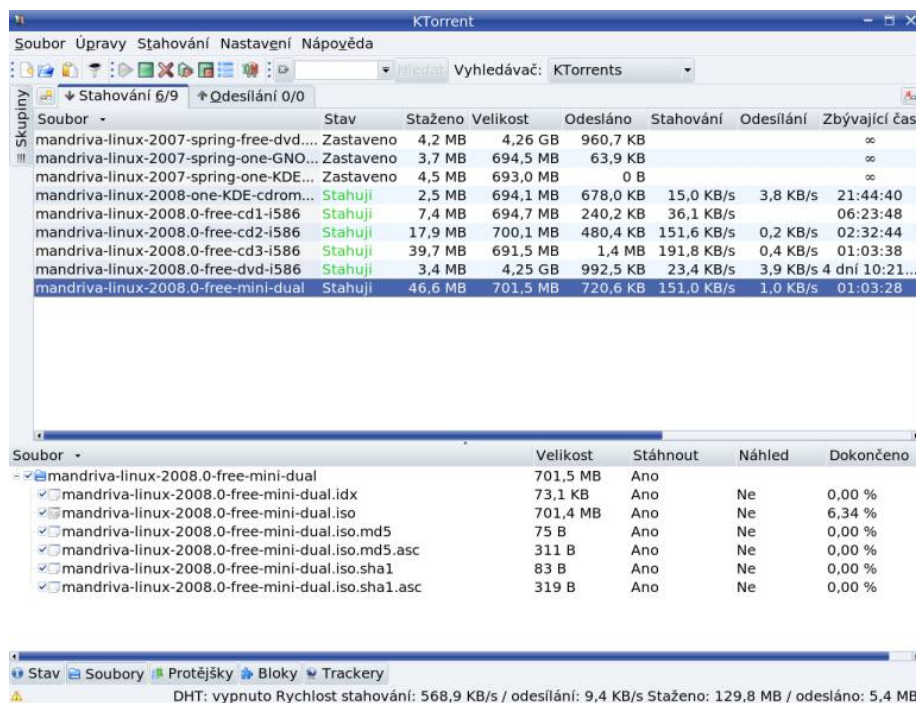 KTorrent
Soubor Úpravy Stahování Nastavení Nápověda
Hledat Vyhledávač: KTorrents
Skupiny
Stahování 6/9 Odesílání 0/0
Soubor Stav Staženo Velikost Odesláno Stahování Odesílání Zbývající čas
mandriva-linux-2007-spring-free-dvd.... Zastaveno 4,2 MB 4,26 GB 960,7 KB ∞
mandriva-linux-2007-spring-one-GNO... Zastaveno 3,7 MB 694,5 MB 63,9 KB ∞
mandriva-linux-2007-spring-one-KDE... Zastaveno 4,5 MB 693,0 MB 0 B ∞
mandriva-linux-2008-one-KDE-cdrom... Stahuji 2,5 MB 694,1 MB 678,0 KB 15,0 KB/s 3,8 KB/s 21:44:40
mandriva-linux-2008.0-free-cd1-i586 Stahuji 7,4 MB 694,7 MB 240,2 KB 36,1 KB/s 06:23:48
mandriva-linux-2008.0-free-cd2-i586 Stahuji 17,9 MB 700,1 MB 480,4 KB 151,6 KB/s 0,2 KB/s 02:32:44
mandriva-linux-2008.0-free-cd3-i586 Stahuji 39,7 MB 691,5 MB 1,4 MB 191,8 KB/s 0,4 KB/s 01:03:38
mandriva-linux-2008.0-free-dvd-i586 Stahuji 3,4 MB 4,25 GB 992,5 KB 23,4 KB/s 3,9 KB/s 4 dní 10:21...
mandriva-linux-2008.0-free-mini-dual Stahuji 46,6 MB 701,5 MB 720,6 KB 151,0 KB/s 1,0 KB/s 01:03:28
Soubor Velikost Stáhnout Náhled Dokončeno
mandriva-linux-2008.0-free-mini-dual 701,5 MB Ano
mandriva-linux-2008.0-free-mini-dual.idx 73,1 KB Ano Ne 0,00 %
mandriva-linux-2008.0-free-mini-dual.iso 701,4 MB Ano Ne 6,34 %
mandriva-linux-2008.0-free-mini-dual.iso.md5 75 B Ano Ne 0,00 %
mandriva-linux-2008.0-free-mini-dual.iso.md5.asc 311 B Ano Ne 0,00 %
mandriva-linux-2008.0-free-mini-dual.iso.sha1 83 B Ano Ne 0,00 %
mandriva-linux-2008.0-free-mini-dual.iso.sha1.asc 319 B Ano Ne 0,00 %
Stav Soubory Protějšky Bloky Trackery
DHT: vypnuto Rychlost stahování: 568,9 KB/s / odesílání: 9,4 KB/s Staženo: 129,8 MB / odesláno: 5,4 MB